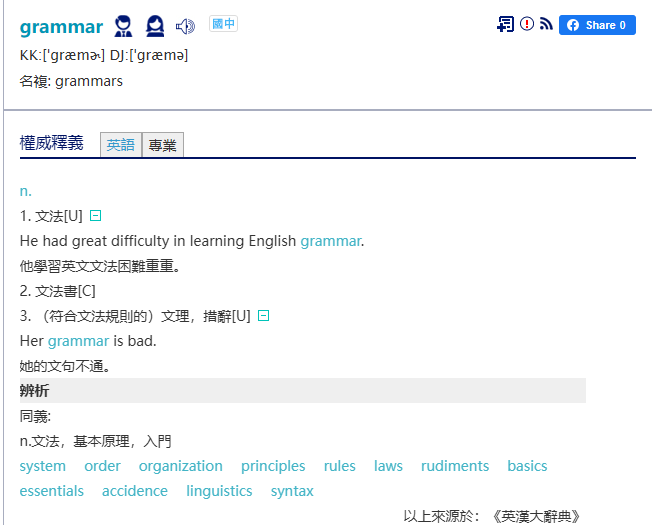 grammar 國中 Share 0
KK:[ˈɡræmɚ] DJ:[ˈɡræmə]
名複: grammars
權威釋義 英語 專業
n.
1. 文法[U]
He had great difficulty in learning English grammar.
他學習英文文法困難重重。
2. 文法書[C]
3. （符合文法規則的）文理，措辭[U]
Her grammar is bad.
她的文句不通。
辨析
同義:
n.文法，基本原理，入門
system order organization principles rules laws rudiments basics
essentials accidence linguistics syntax
以上來源於：《英漢大辭典》